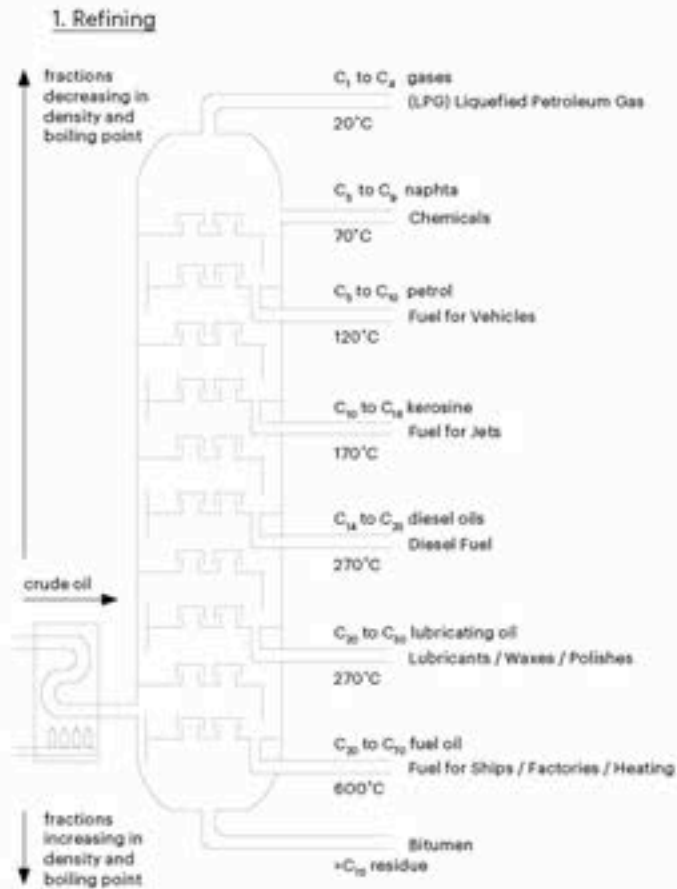 1. Refining
fractions
decreasing in
density and
boiling point
C₁ to C₄ gases
(LPG) Liquefied Petroleum Gas
20°C
C₅ to C₉ naphta
Chemicals
70°C
C₅ to C₁₀ petrol
Fuel for Vehicles
120°C
C₁₀ to C₁₆ kerosine
Fuel for Jets
170°C
C₁₄ to C₂₀ diesel oils
Diesel Fuel
270°C
crude oil
C₂₀ to C₅₀ lubricating oil
Lubricants / Waxes / Polishes
270°C
C₂₀ to C₇₀ fuel oil
Fuel for Ships / Factories / Heating
600°C
fractions
increasing in
density and
boiling point
Bitumen
>C₇₀ residue